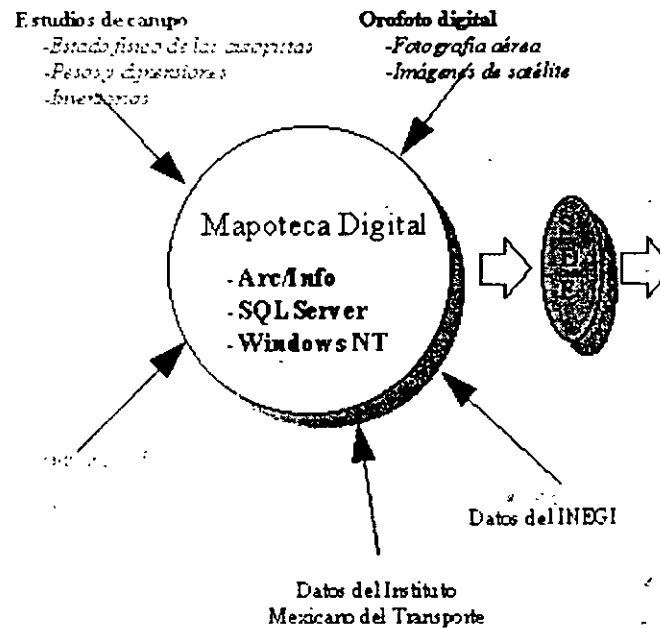 Estudios de campo
-Estado físico de las autopistas
-Pesos y dimensiones
-Inventarios
Orofoto digital
-Fotografía aérea
-Imágenes de satélite
Mapoteca Digital
- Arc/Info
- SQL Server
- Windows NT
S
D
E
Datos del INEGI
Datos del Instituto
Mexicano del Transporte